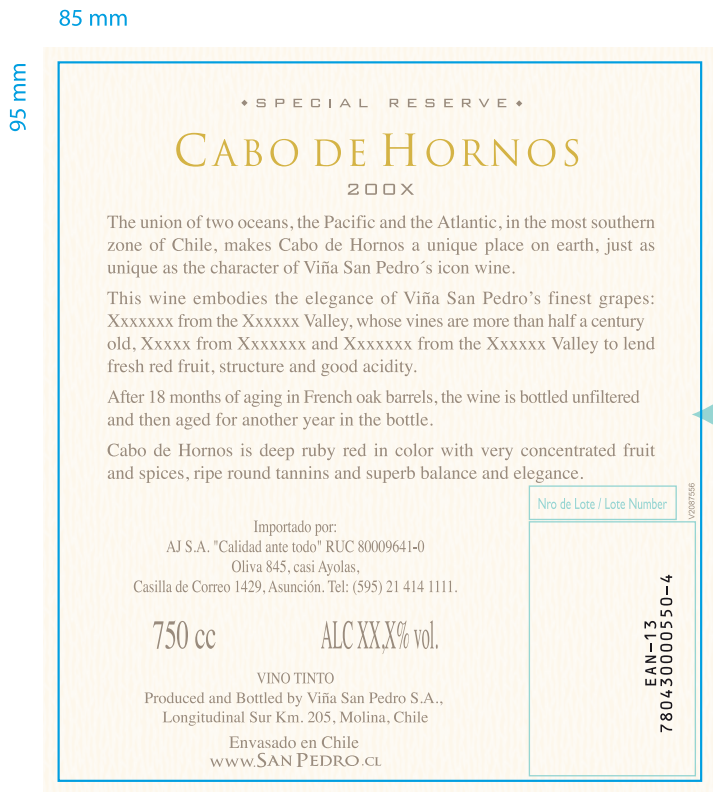 85 mm
95 mm
SPECIAL RESERVE
CABO DE HORNOS
200X
The union of two oceans, the Pacific and the Atlantic, in the most southern
zone of Chile, makes Cabo de Hornos a unique place on earth, just as
unique as the character of Viña San Pedro´s icon wine.
This wine embodies the elegance of Viña San Pedro’s finest grapes:
Xxxxxxx from the Xxxxxx Valley, whose vines are more than half a century
old, Xxxxx from Xxxxxxx and Xxxxxxx from the Xxxxxx Valley to lend
fresh red fruit, structure and good acidity.
After 18 months of aging in French oak barrels, the wine is bottled unfiltered
and then aged for another year in the bottle.
Cabo de Hornos is deep ruby red in color with very concentrated fruit
and spices, ripe round tannins and superb balance and elegance.
Nro de Lote / Lote Number
V2087556
Importado por:
AJ S.A. "Calidad ante todo" RUC 80009641-0
Oliva 845, casi Ayolas,
Casilla de Correo 1429, Asunción. Tel: (595) 21 414 1111.
750 cc ALC XX,X% vol.
VINO TINTO
Produced and Bottled by Viña San Pedro S.A.,
Longitudinal Sur Km. 205, Molina, Chile
Envasado en Chile
www.SAN PEDRO.CL
EAN-13
780430000550-4